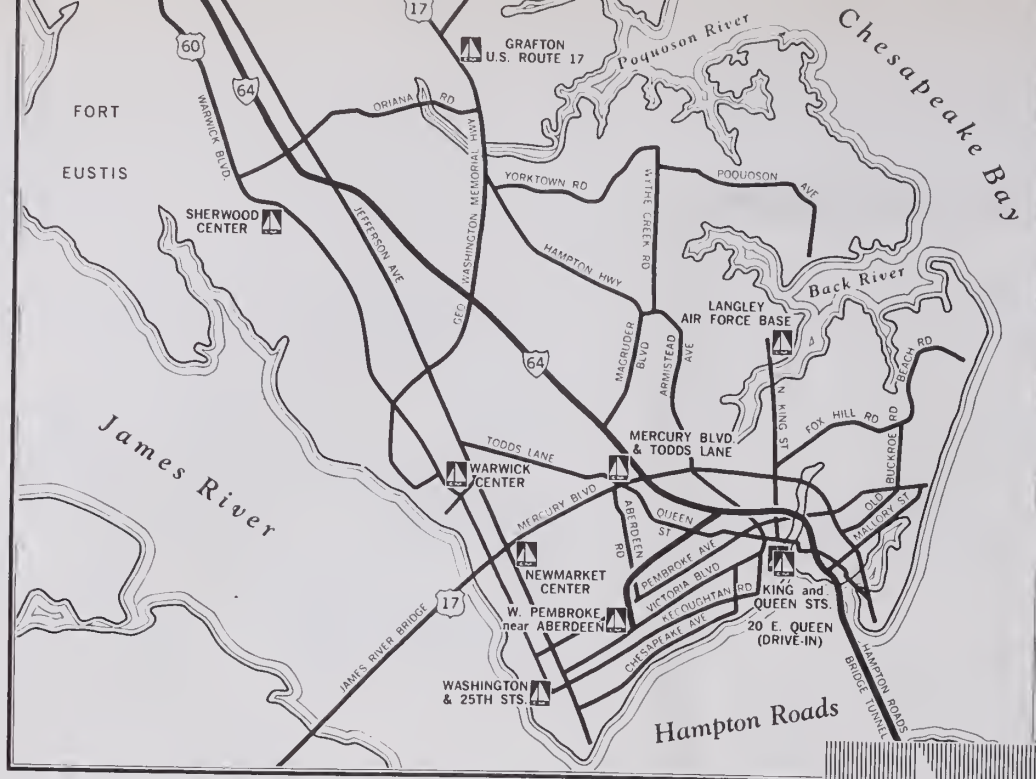 17
Chesapeake Bay
60
GRAFTON
U.S. ROUTE 17
Poquoson River
64
FORT
EUSTIS
WARWICK BLVD.
ORIANA RD
GEO. WASHINGTON MEMORIAL HWY
YORKTOWN RD
WYTHE CREEK RD
POQUOSON AVE
SHERWOOD
CENTER
JEFFERSON AVE
HAMPTON HWY
Back River
LANGLEY
AIR FORCE BASE
64
MAGRUDER
BLVD
ARMISTEAD
AVE
N KING ST
BEACH RD
FOX HILL RD
James River
MERCURY BLVD.
& TODDS LANE
TODDS LANE
WARWICK
CENTER
OLD BUCKROE RD
MALLORY ST
MERCURY BLVD
QUEEN
ST
ABERDEEN
RD
NEWMARKET
CENTER
PEMBROKE AVE
VICTORIA BLVD
KECOUGHTAN RD
CHESAPEAKE AVE
KING and
QUEEN STS.
17
W. PEMBROKE
near ABERDEEN
20 E. QUEEN
(DRIVE-IN)
JAMES RIVER BRIDGE
WASHINGTON
& 25TH STS.
Hampton Roads
HAMPTON ROADS
BRIDGE TUNNEL